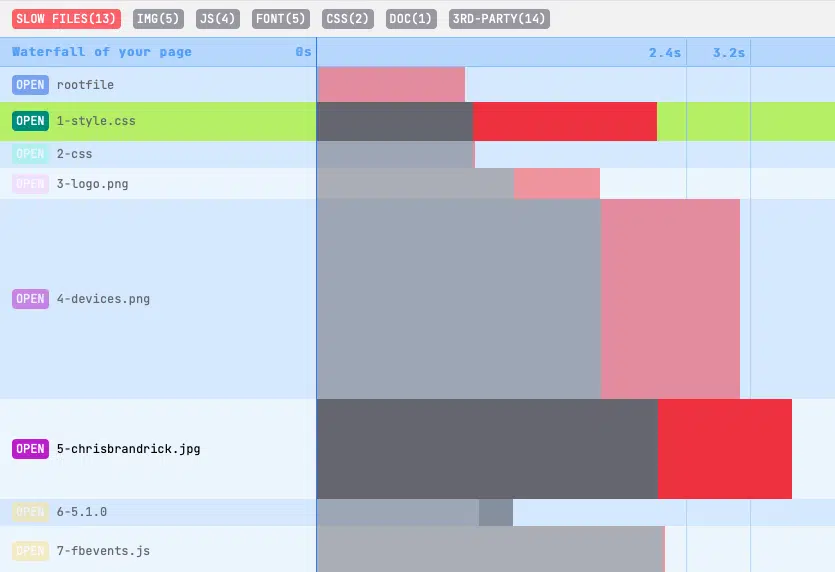 SLOW FILES(13) IMG(5) JS(4) FONT(5) CSS(2) DOC(1) 3RD-PARTY(14)
Waterfall of your page 0s 2.4s 3.2s
OPEN rootfile
OPEN 1-style.css
OPEN 2-css
OPEN 3-logo.png
OPEN 4-devices.png
OPEN 5-chrisbrandrick.jpg
OPEN 6-5.1.0
OPEN 7-fbevents.js